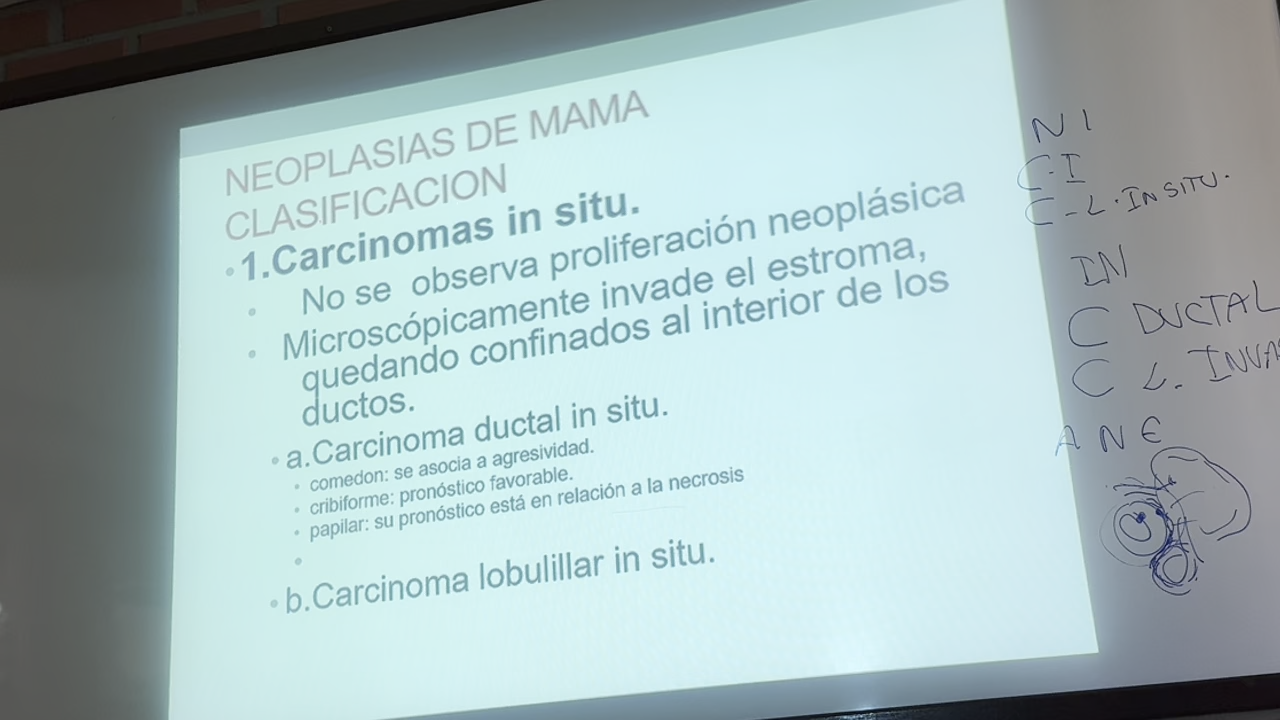 NEOPLASIAS DE MAMA
CLASIFICACION
• 1.Carcinomas in situ.
• No se observa proliferación neoplásica
• Microscópicamente invade el estroma,
quedando confinados al interior de los
ductos.
• a.Carcinoma ductal in situ.
• comedon: se asocia a agresividad.
• cribiforme: pronóstico favorable.
• papilar: su pronóstico está en relación a la necrosis
•
• b.Carcinoma lobulillar in situ.
N I
C·I
C-L·INSITU.
IN
C DUCTAL
C L. INVA
A N E